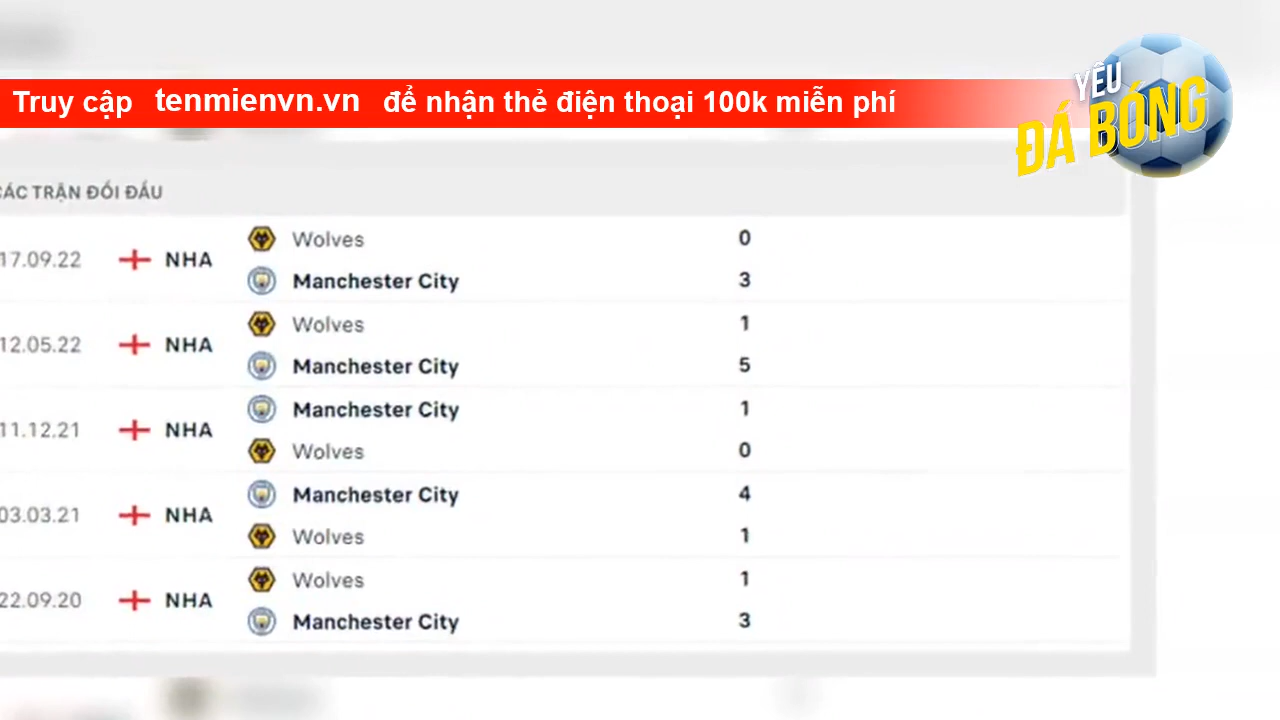 Truy cập tenmienvn.vn để nhận thẻ điện thoại 100k miễn phí
YÊU
ĐÁ BÓNG
CÁC TRẬN ĐỐI ĐẦU
17.09.22 NHA Wolves 0
Manchester City 3
12.05.22 NHA Wolves 1
Manchester City 5
11.12.21 NHA Manchester City 1
Wolves 0
03.03.21 NHA Manchester City 4
Wolves 1
22.09.20 NHA Wolves 1
Manchester City 3